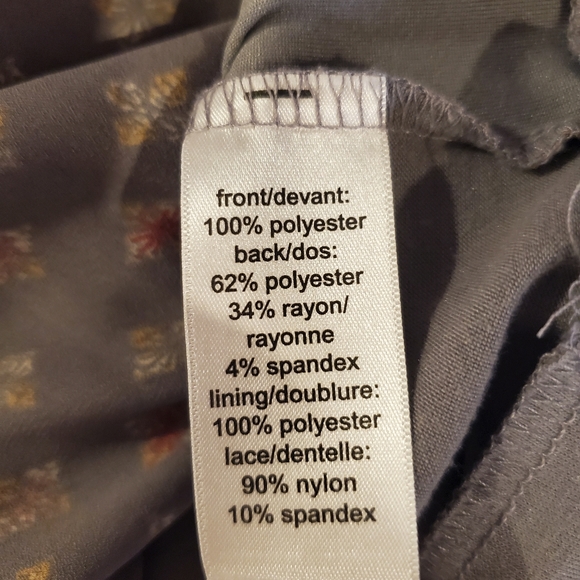 front/devant:
100% polyester
back/dos:
62% polyester
34% rayon/
rayonne
4% spandex
lining/doublure:
100% polyester
lace/dentelle:
90% nylon
10% spandex